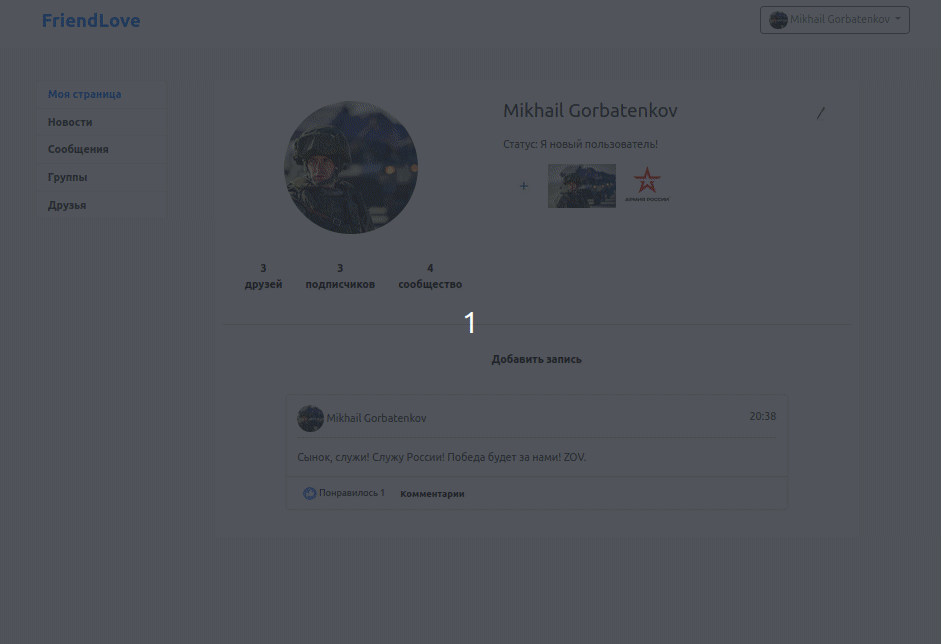 FriendLove
Mikhail Gorbatenkov
Моя страница
Новости
Сообщения
Группы
Друзья
Mikhail Gorbatenkov
Статус: Я новый пользователь!
+
АРМИЯ РОССИИ
3 3 4
друзей подписчиков сообщество
1
Добавить запись
Mikhail Gorbatenkov 20:38
Сынок, служи! Служу России! Победа будет за нами! ZOV.
Понравилось 1 Комментарии